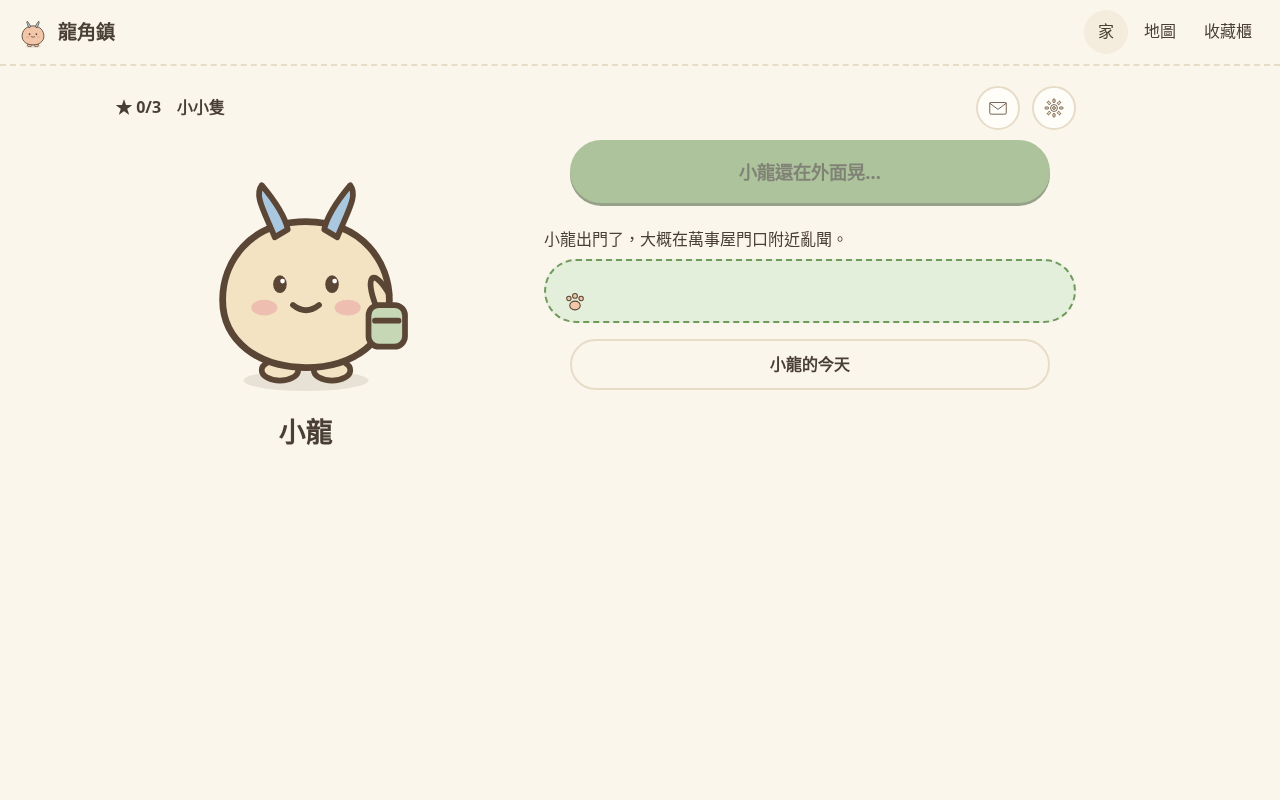 龍角鎮
家 地圖 收藏櫃
★ 0/3 小小隻
小龍還在外面晃...
小龍出門了，大概在萬事屋門口附近亂聞。
小龍的今天
小龍